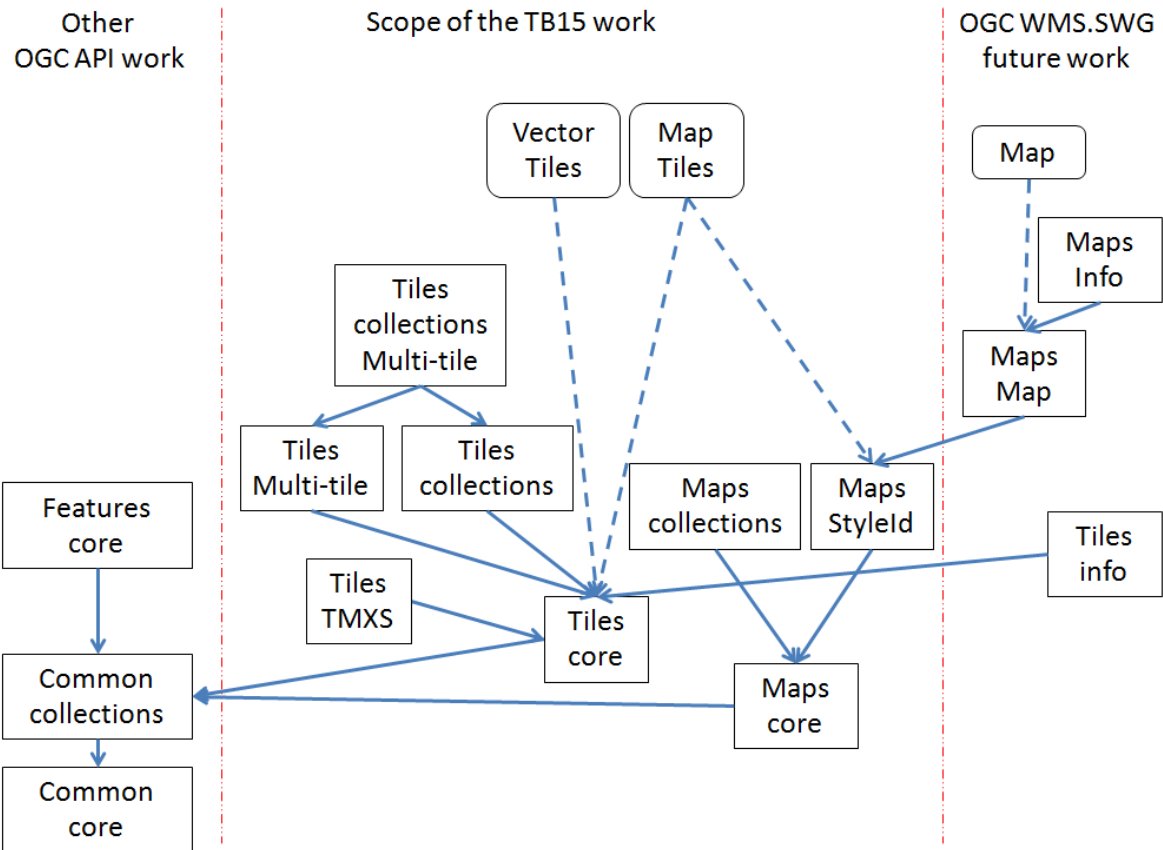 Other
OGC API work
Scope of the TB15 work
OGC WMS.SWG
future work
Vector
Tiles
Map
Tiles
Map
Maps
Info
Tiles
collections
Multi-tile
Maps
Map
Tiles
Multi-tile
Tiles
collections
Maps
collections
Maps
StyleId
Features
core
Tiles
info
Tiles
TMXS
Tiles
core
Common
collections
Maps
core
Common
core